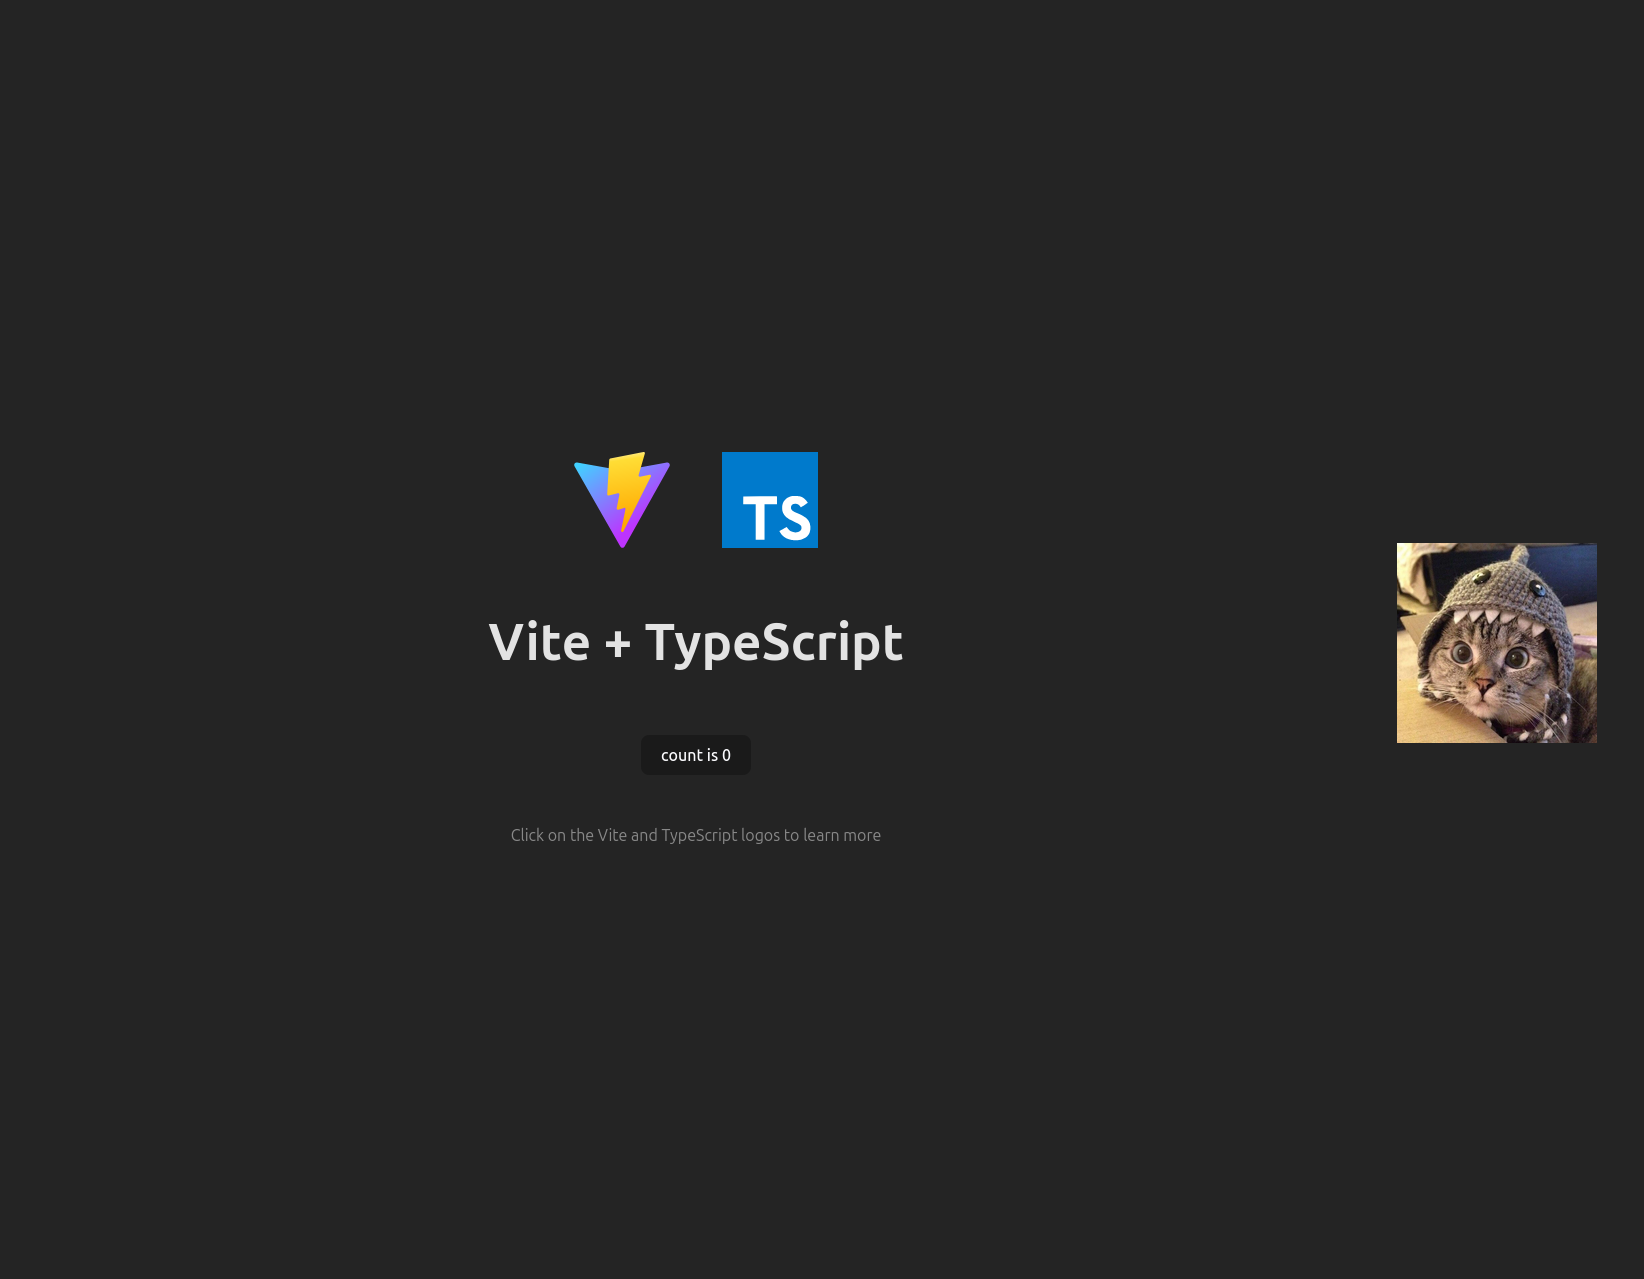 TS
Vite + TypeScript
count is 0
Click on the Vite and TypeScript logos to learn more